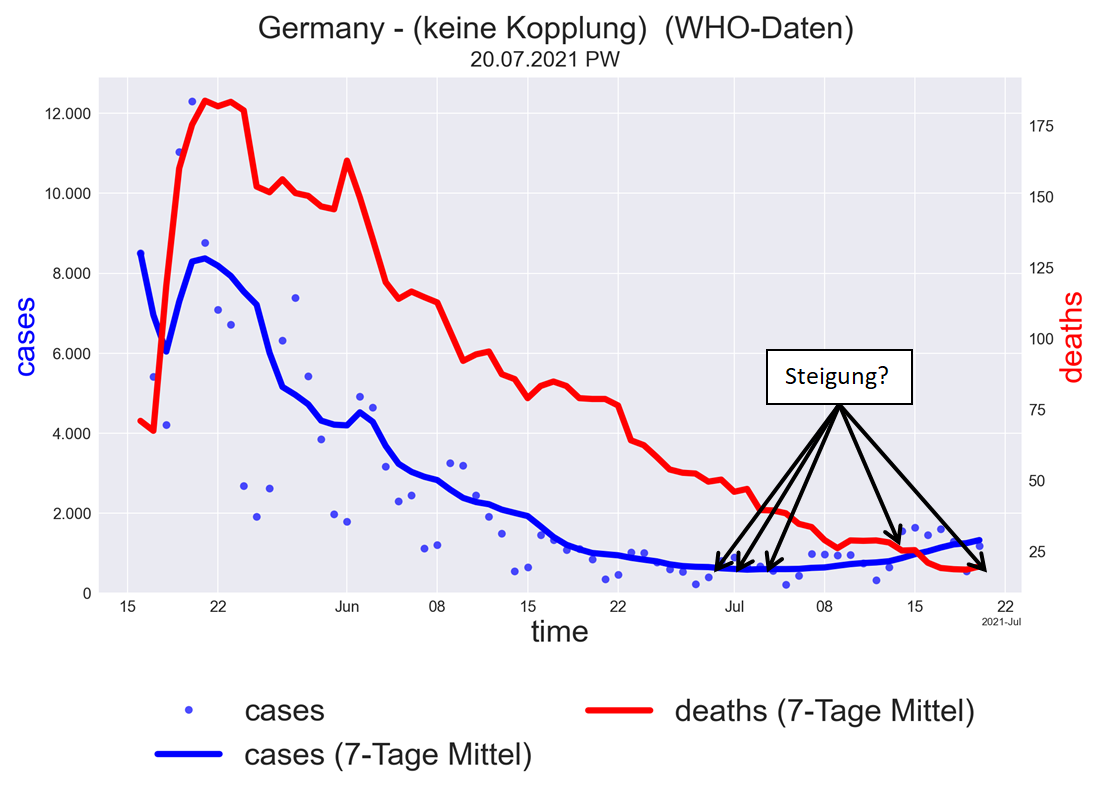 Germany - (keine Kopplung)  (WHO-Daten)
20.07.2021 PW
12.000
10.000
8.000
6.000
4.000
2.000
0
cases
175
150
125
100
75
50
25
deaths
Steigung?
15 22 Jun 08 15 22 Jul 08 15 22
2021-Jul
time
cases
cases (7-Tage Mittel)
deaths (7-Tage Mittel)